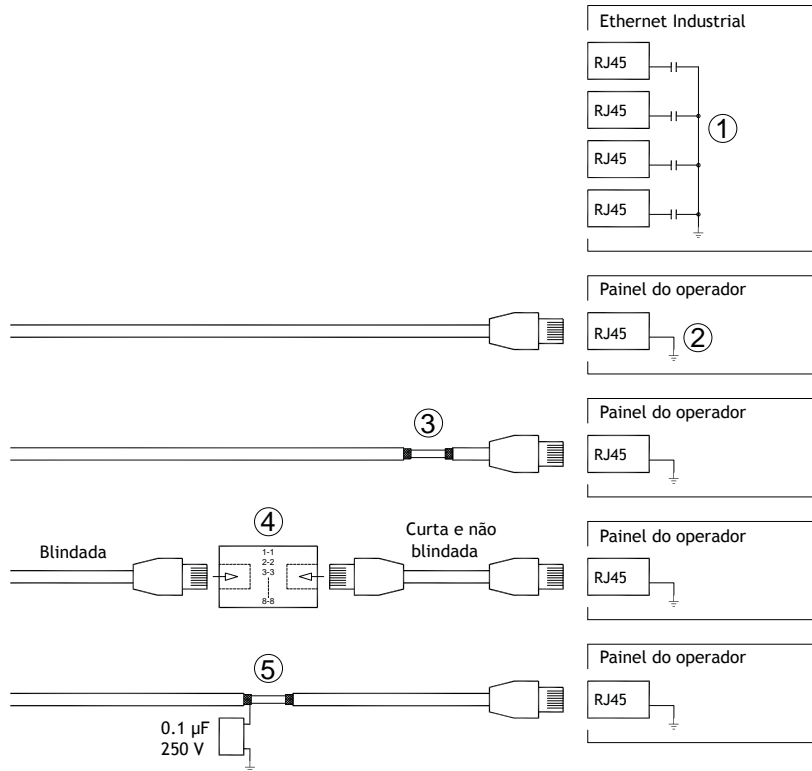 Ethernet Industrial
RJ45
RJ45
1
RJ45
RJ45
Painel do operador
RJ45
2
Painel do operador
3
RJ45
Painel do operador
4
Curta e não
blindada
Blindada
1-1
2-2
3-3
8-8
RJ45
Painel do operador
5
RJ45
0.1 µF
250 V